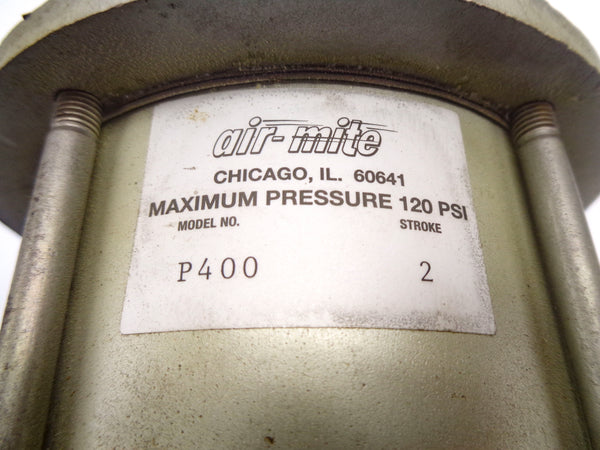 air-mite
CHICAGO, IL. 60641
MAXIMUM PRESSURE 120 PSI
MODEL NO. STROKE
P400 2